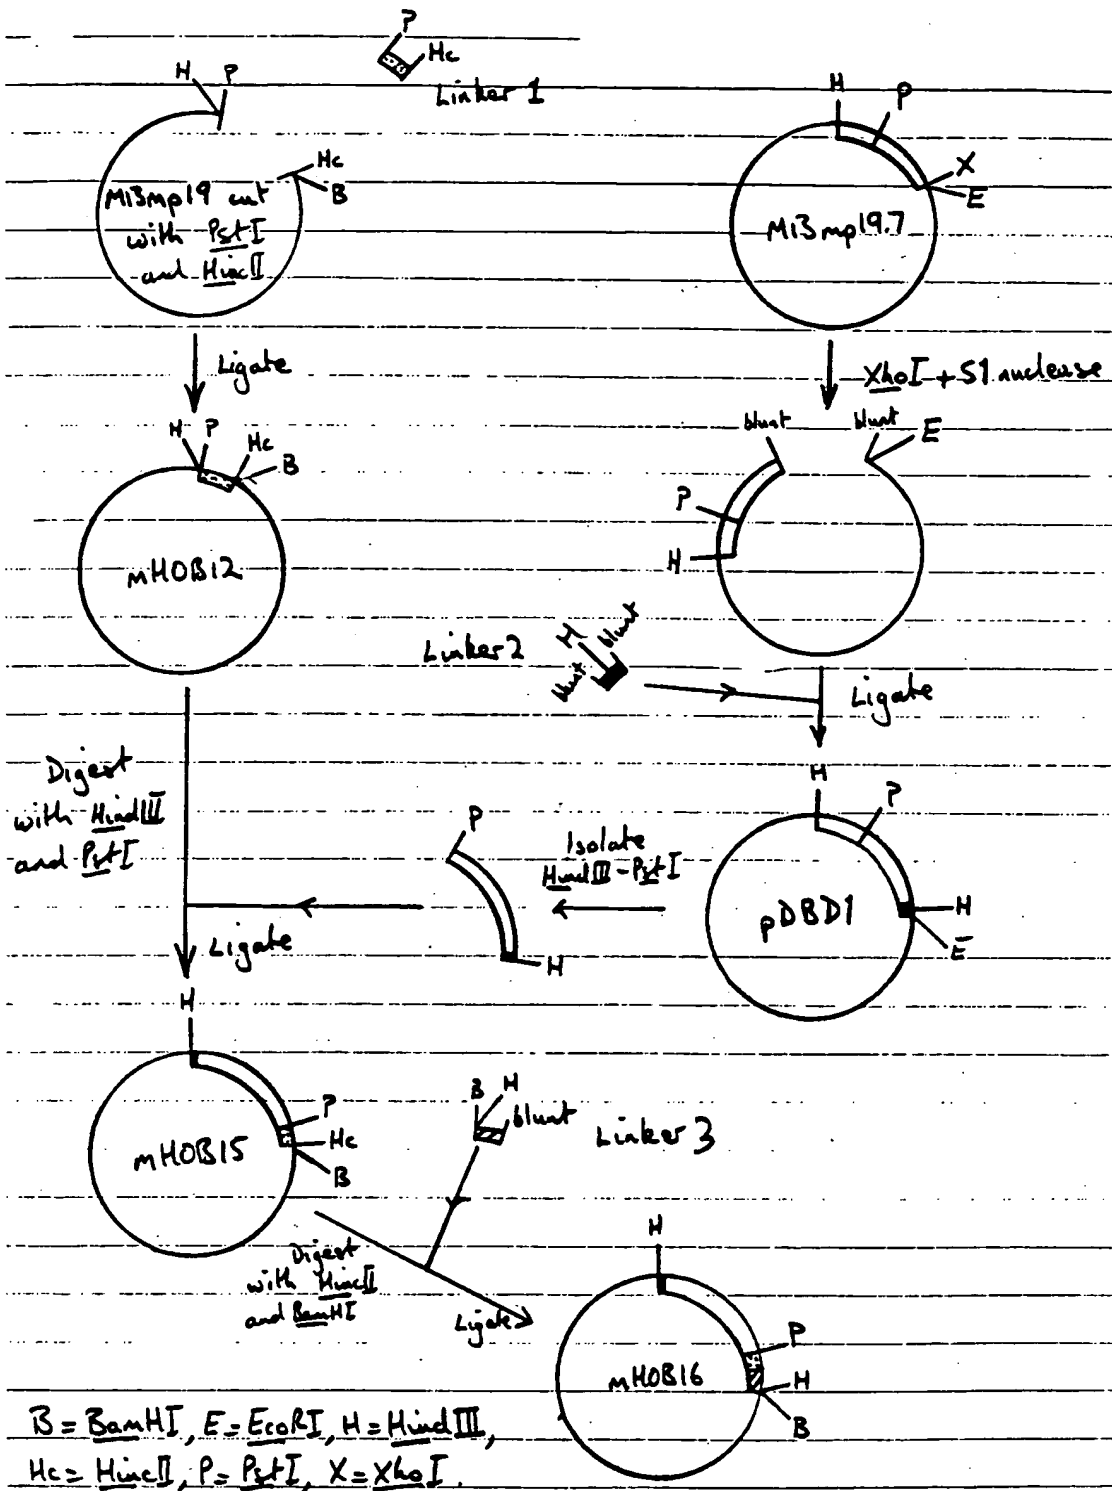 P
Hc
Linker 1
H P
Hc
B
M13mp19 cut
with PstI
and HincII
H
P
X
E
M13mp19.7
Ligate
XhoI + S1 nuclease
H P
Hc
B
mHOB12
blunt
blunt
E
P
H
Linker 2
H
blunt
blunt
Ligate
Digest
with HindIII
and PstI
P
H
Isolate
HindIII-PstI
H
P
H
E
pDBD1
Ligate
H
P
Hc
B
mHOB15
B H
blunt
Linker 3
Digest
with HincII
and BamHI
Ligate
H
P
H
B
mHOB16
B = BamHI, E = EcoRI, H = HindIII,
Hc = HincII, P = PstI, X = XhoI.